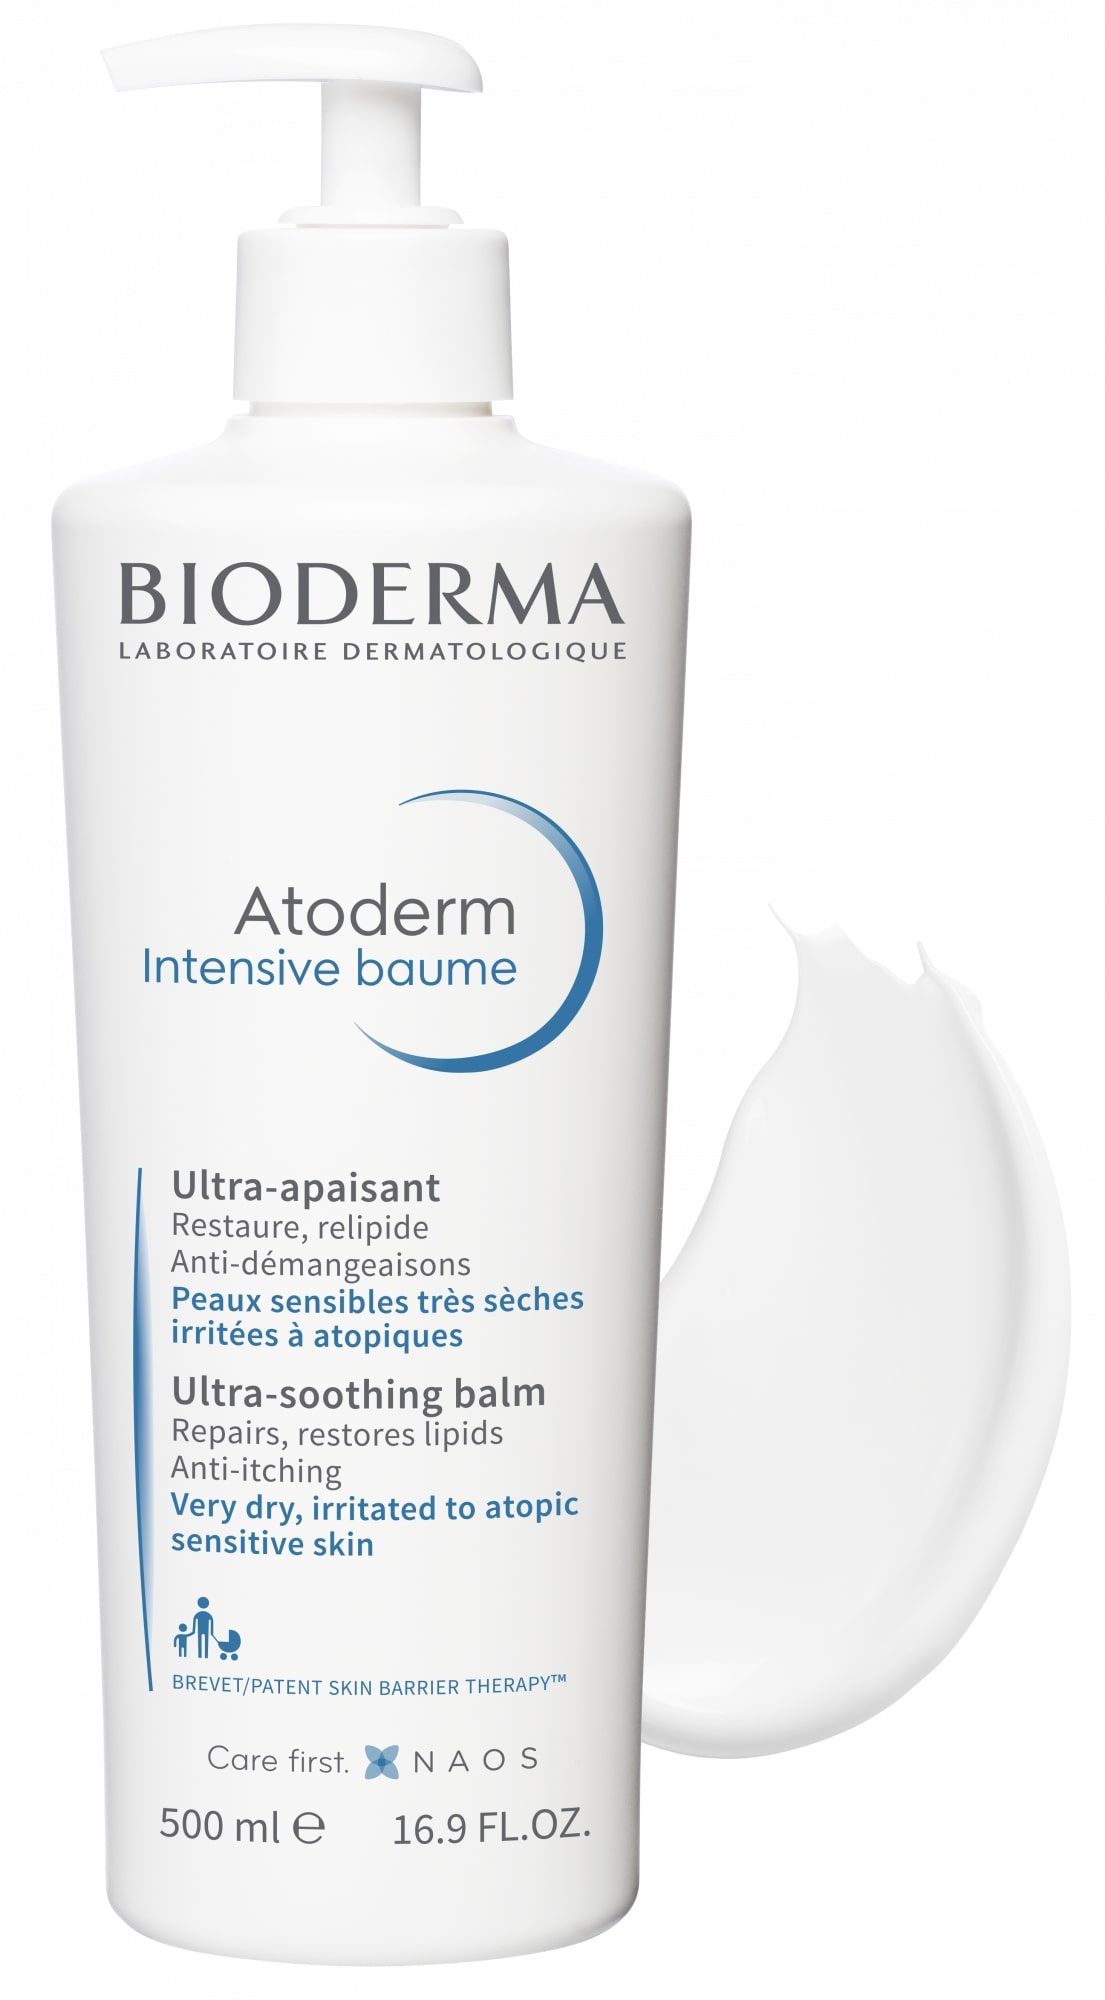 BIODERMA
LABORATOIRE DERMATOLOGIQUE
Atoderm
Intensive baume
Ultra-apaisant
Restaure, relipide
Anti-démangeaisons
Peaux sensibles très sèches
irritées à atopiques
Ultra-soothing balm
Repairs, restores lipids
Anti-itching
Very dry, irritated to atopic
sensitive skin
BREVET/PATENT SKIN BARRIER THERAPY™
Care first. NAOS
500 ml ℮ 16.9 FL.OZ.